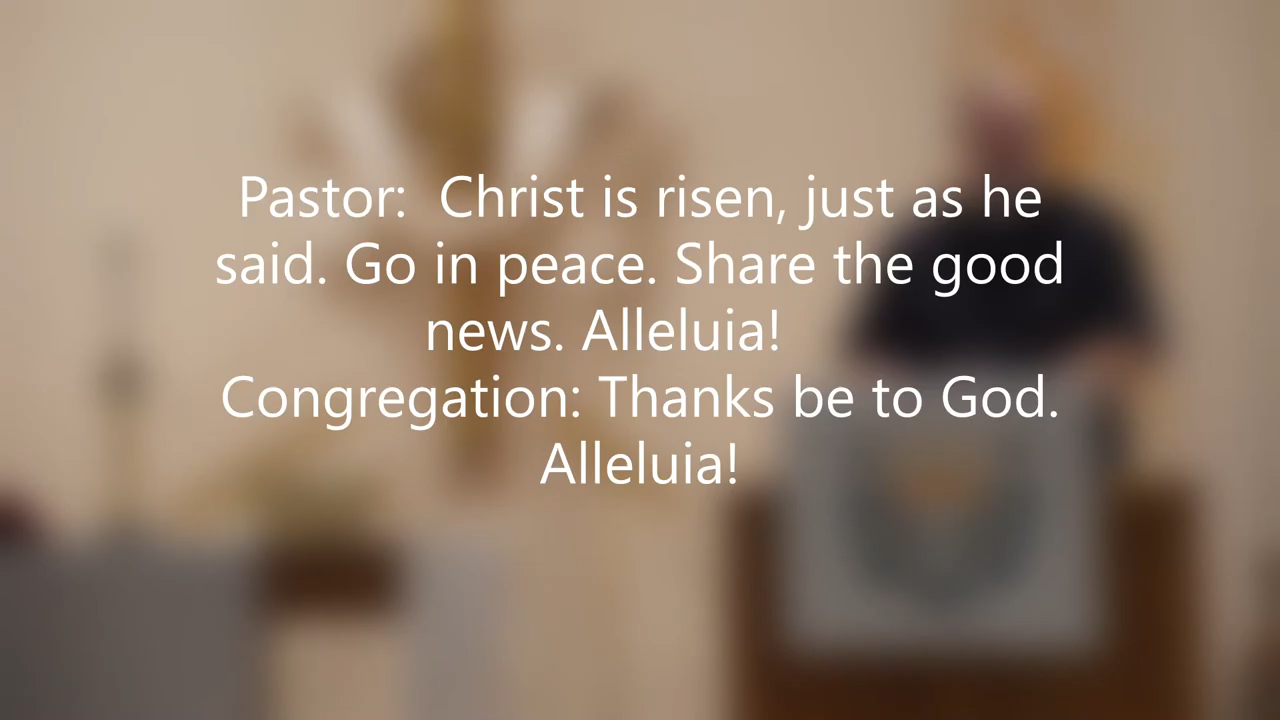 Pastor:  Christ is risen, just as he
said. Go in peace. Share the good
news. Alleluia!
Congregation: Thanks be to God.
Alleluia!